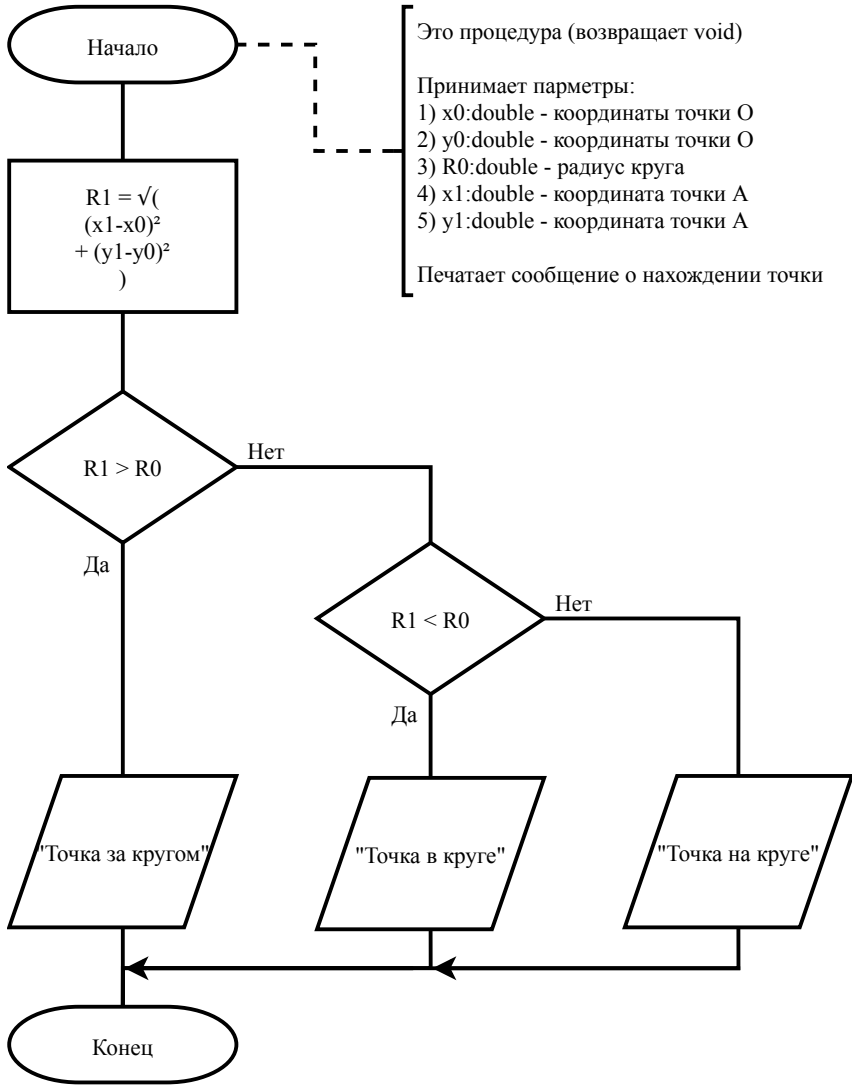 Начало
Это процедура (возвращает void)
Принимает парметры:
1) x0:double - координаты точки O
2) y0:double - координаты точки O
3) R0:double - радиус круга
4) x1:double - координата точки A
5) y1:double - координата точки A
Печатает сообщение о нахождении точки
R1 = √(
(x1-x0)²
+ (y1-y0)²
)
R1 > R0
Нет
Да
R1 < R0
Нет
Да
"Точка за кругом"
"Точка в круге"
"Точка на круге"
Конец